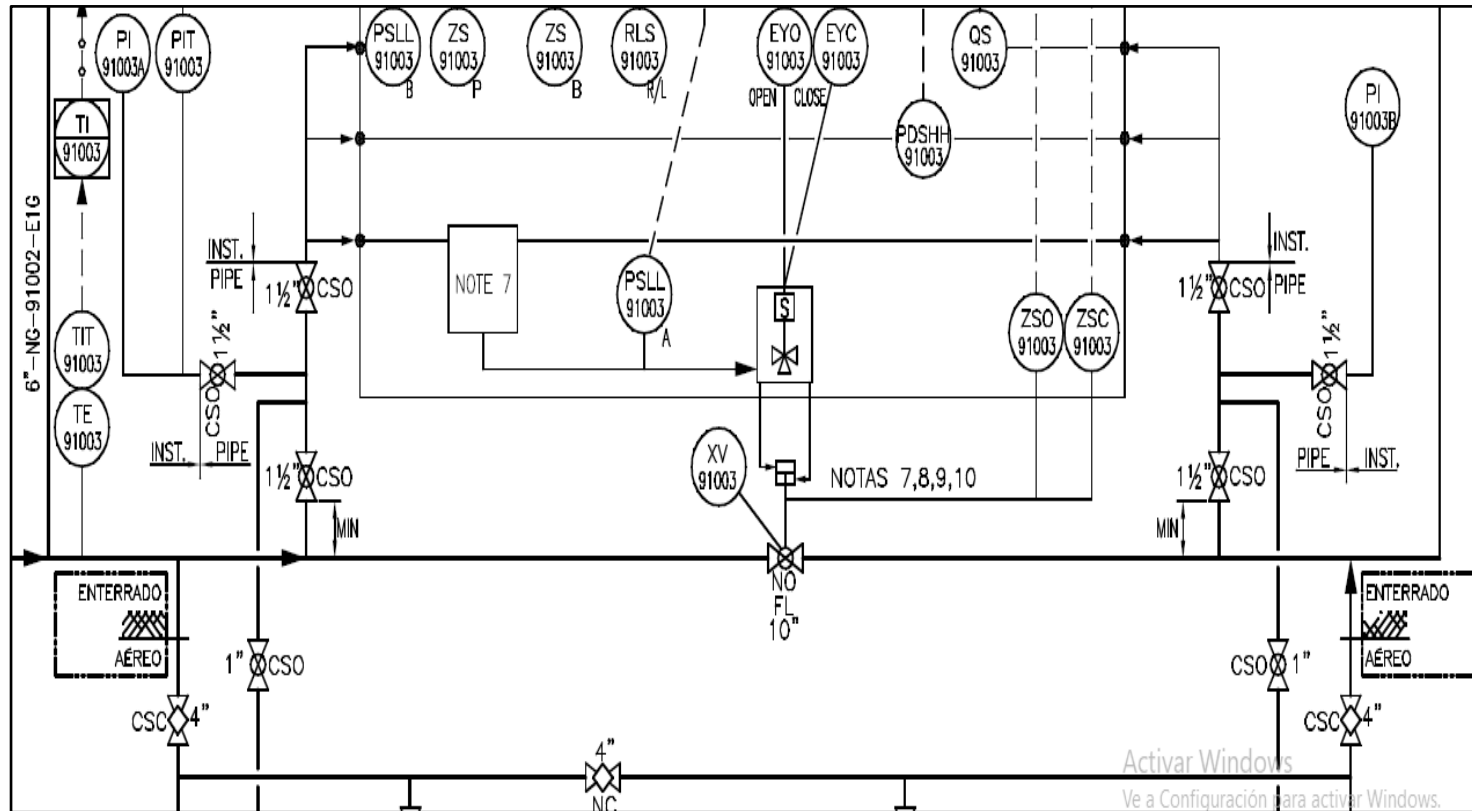 PI
91003A
PIT
91003
PSLL
91003
B
ZS
91003
P
ZS
91003
B
RLS
91003
R/L
EYO
91003
OPEN
EYC
91003
CLOSE
QS
91003
PI
91003B
TI
91003
PDSHH
91003
6"-NG-91002-E1G
INST.
PIPE
1½" CSO
NOTE 7
PSLL
91003
A
S
ZSO
91003
ZSC
91003
INST.
PIPE
1½" CSO
TIT
91003
TE
91003
1½"
CSO
INST. PIPE
1½"
CSO
PIPE INST.
1½" CSO
MIN
XV
91003
NOTAS 7,8,9,10
1½" CSO
MIN
NO
FL
10"
ENTERRADO
AÉREO
ENTERRADO
AÉREO
1" CSO
CSO 1"
CSC 4"
CSC 4"
4"
NC
Activar Windows
Ve a Configuración para activar Windows.